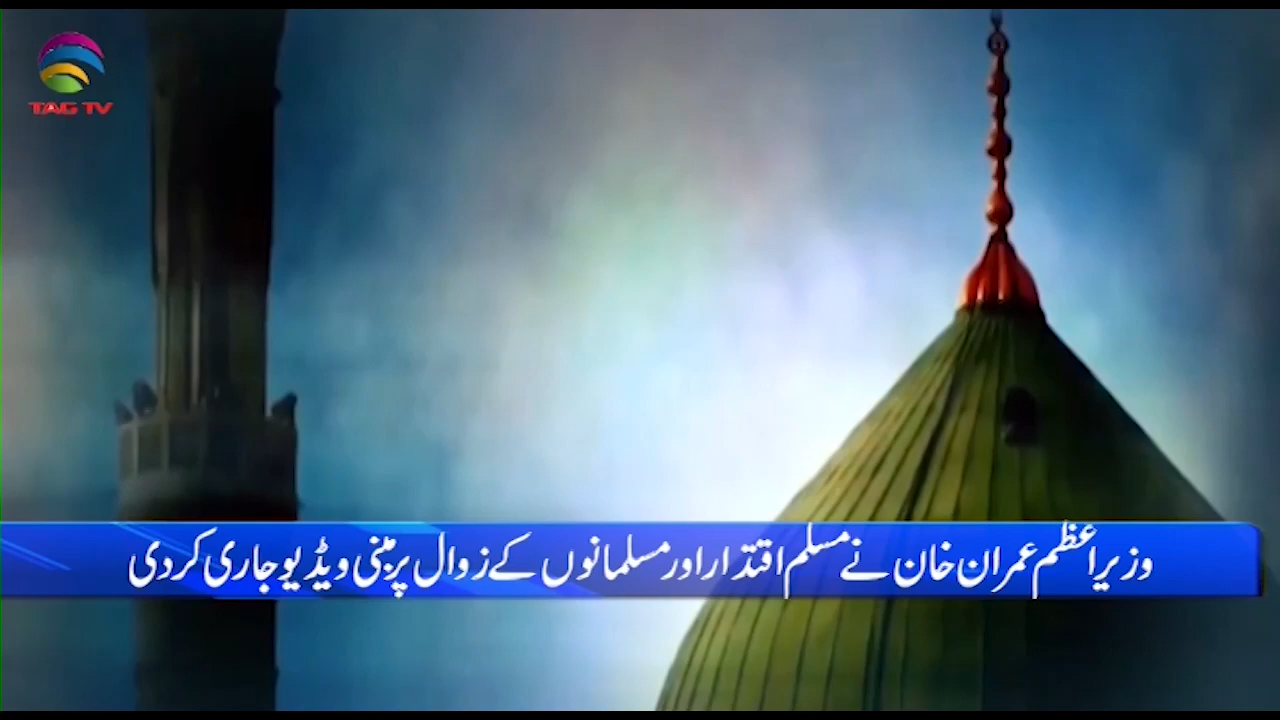 TAG TV
وزیراعظم عمران خان نے مسلم اقتدار اور مسلمانوں کے زوال پر مبنی ویڈیو جاری کردی